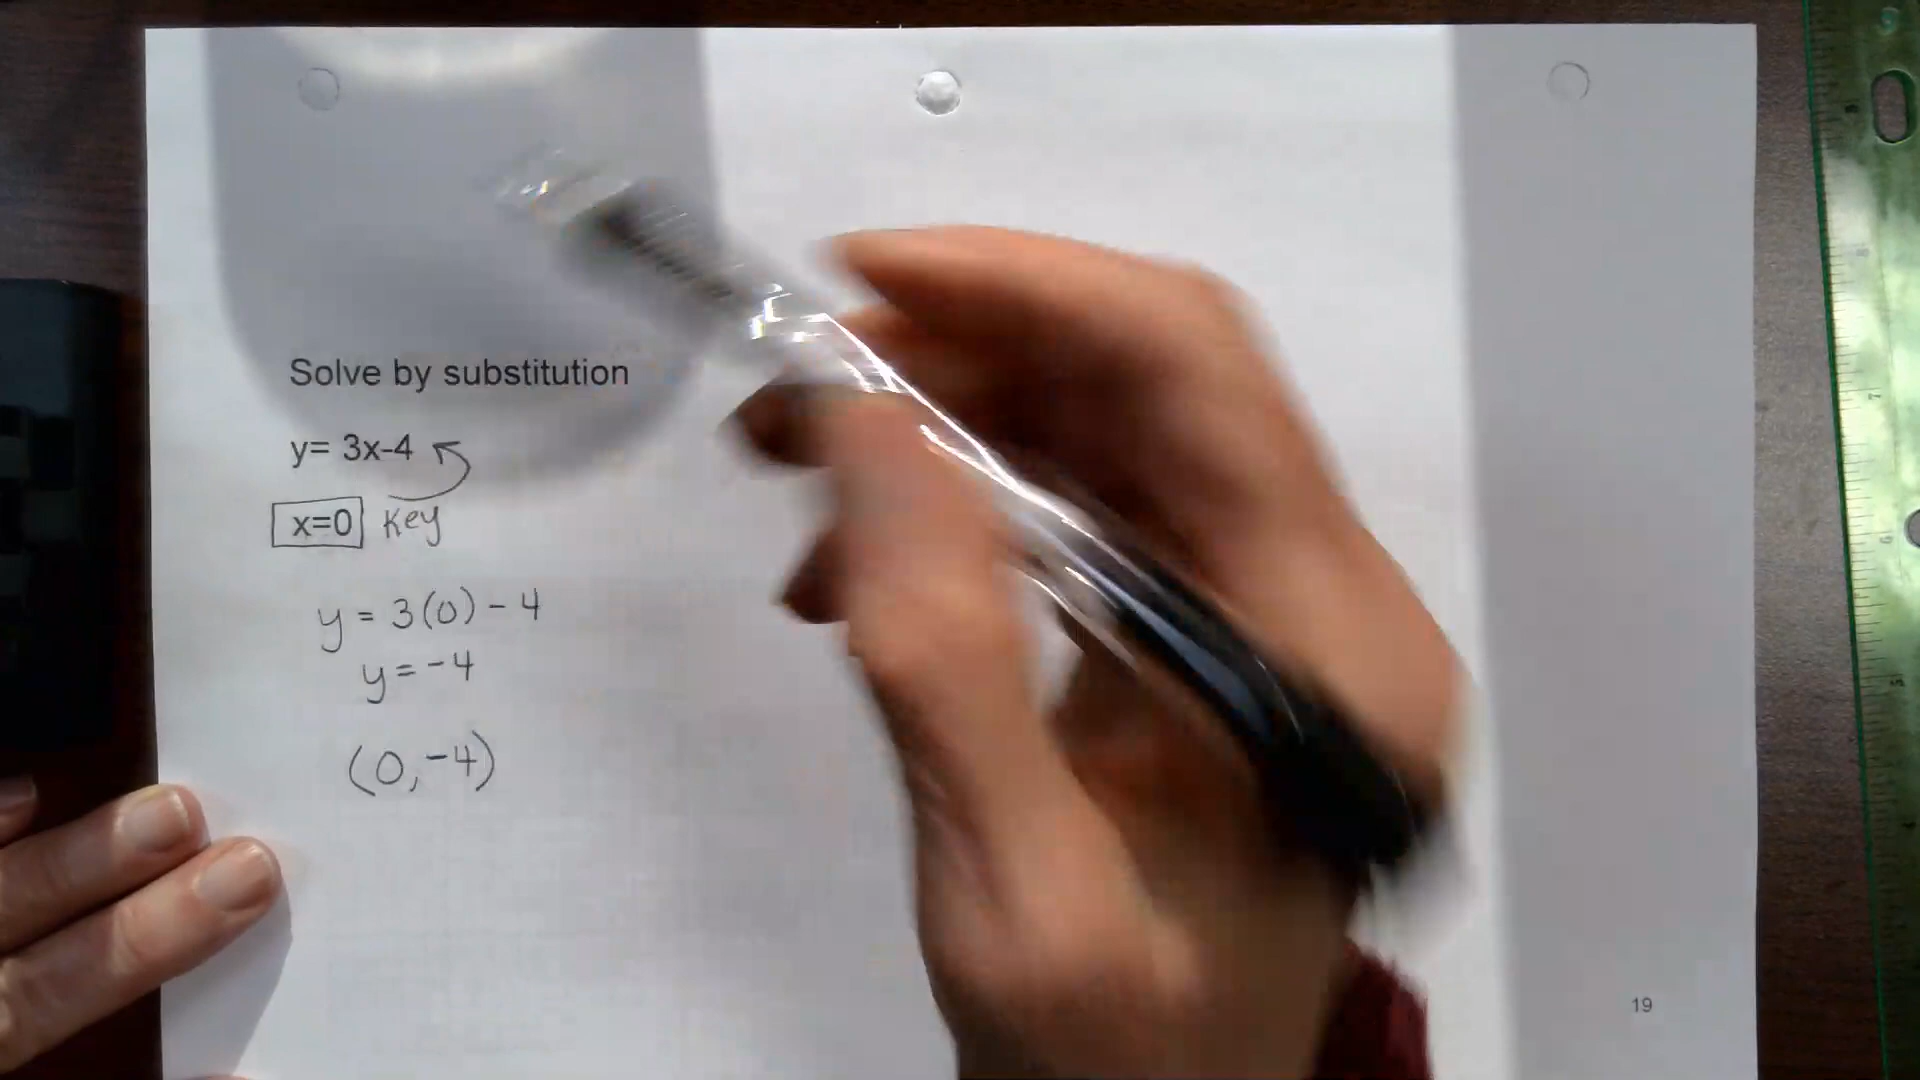 Solve by substitution
y= 3x-4
x=0 Key
y = 3(0) - 4
y = -4
(0, -4)
19